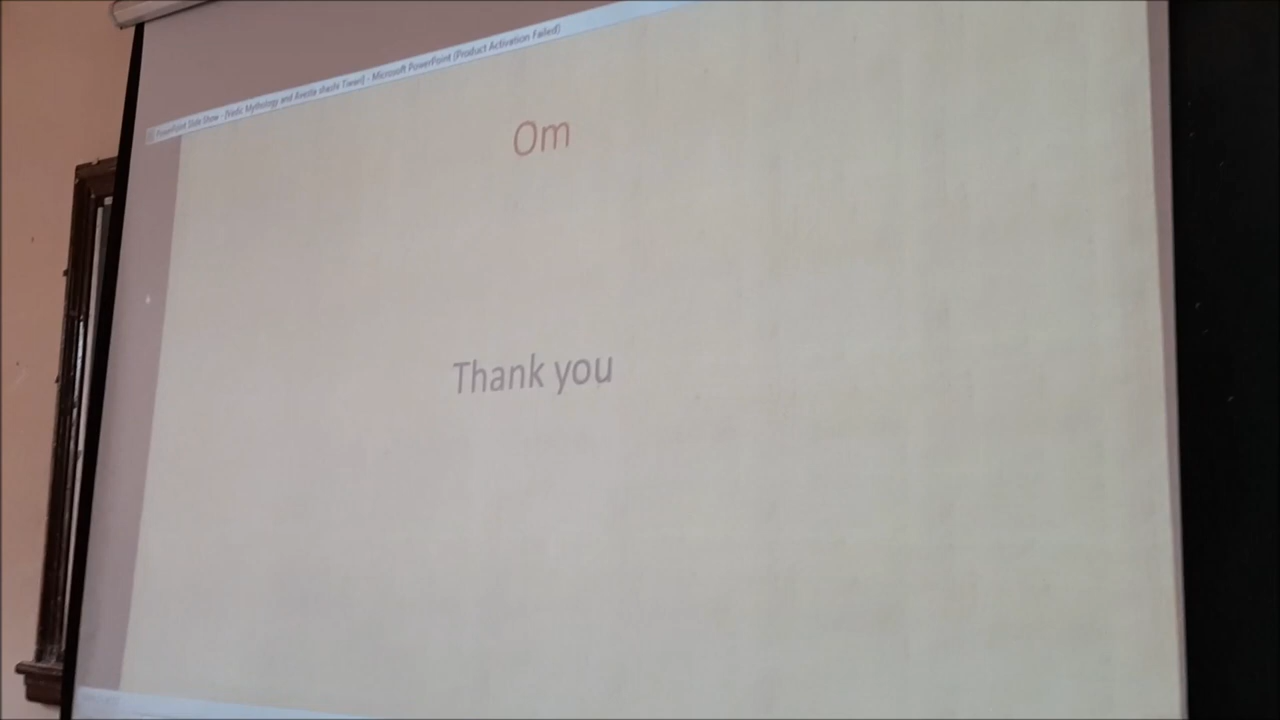 PowerPoint Slide Show - [Vedic Mythology and Avesta shashi Tiwari] - Microsoft PowerPoint (Product Activation Failed)
Om
Thank you